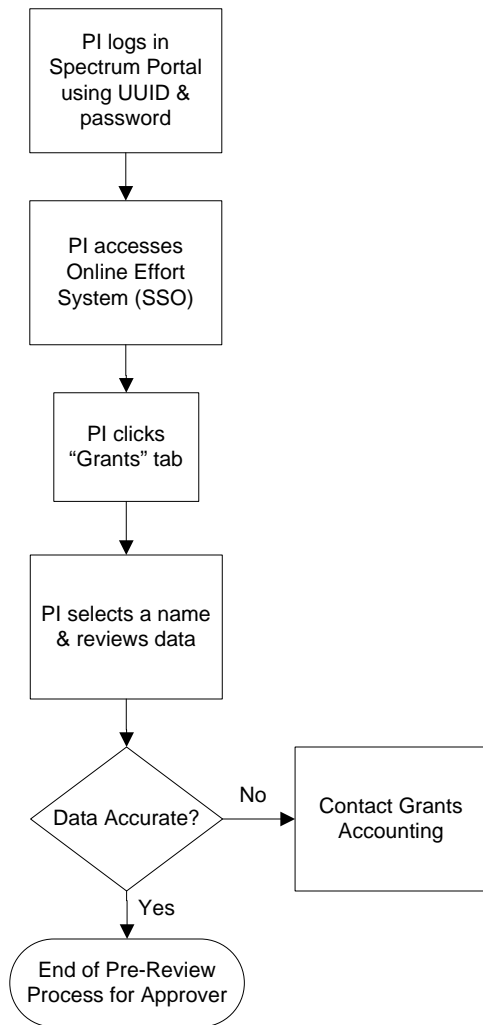 PI logs in
Spectrum Portal
using UUID &
password
PI accesses
Online Effort
System (SSO)
PI clicks
“Grants” tab
PI selects a name
& reviews data
Data Accurate?
No
Contact Grants
Accounting
Yes
End of Pre-Review
Process for Approver